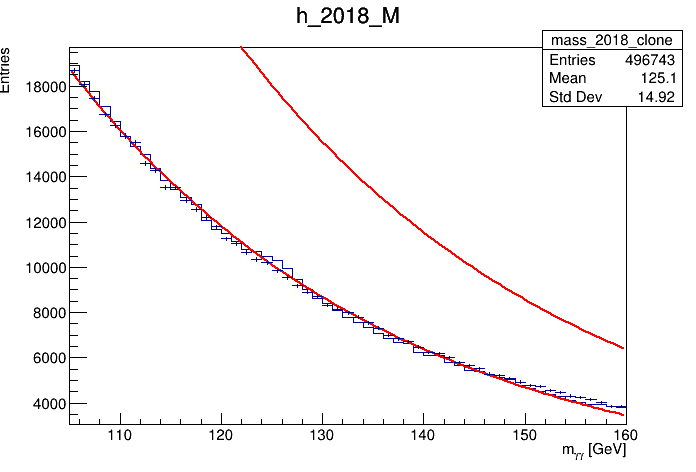 h_2018_M
mass_2018_clone
Entries 496743
Mean 125.1
Std Dev 14.92
Entries
18000
16000
14000
12000
10000
8000
6000
4000
110 120 130 140 150 160
mγγ [GeV]